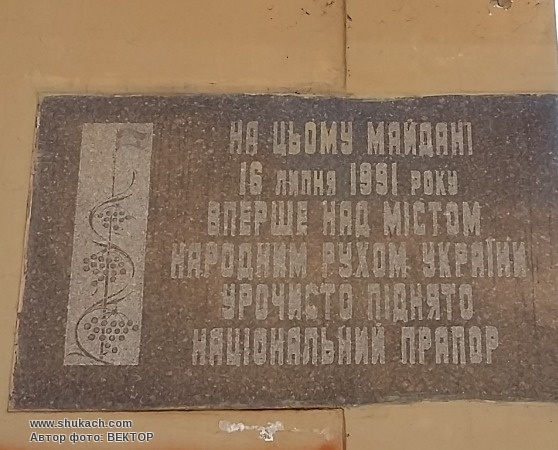 НА ЦЬОМУ МАЙДАНІ
16 ЛИПНЯ 1991 РОКУ
ВПЕРШЕ НАД МІСТОМ
НАРОДНИМ РУХОМ УКРАЇНИ
УРОЧИСТО ПІДНЯТО
НАЦІОНАЛЬНИЙ ПРАПОР
www.shukach.com
Автор фото: ВЕКТОР